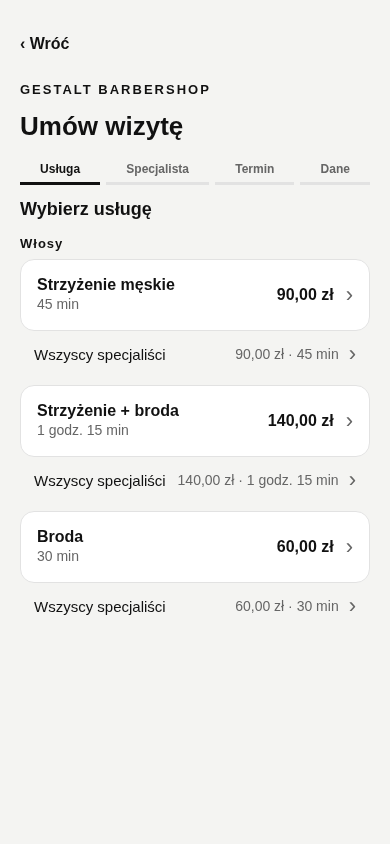 ‹ Wróć
GESTALT BARBERSHOP
Umów wizytę
Usługa Specjalista Termin Dane
Wybierz usługę
Włosy
Strzyżenie męskie
45 min
90,00 zł ›
Wszyscy specjaliści 90,00 zł · 45 min ›
Strzyżenie + broda
1 godz. 15 min
140,00 zł ›
Wszyscy specjaliści 140,00 zł · 1 godz. 15 min ›
Broda
30 min
60,00 zł ›
Wszyscy specjaliści 60,00 zł · 30 min ›